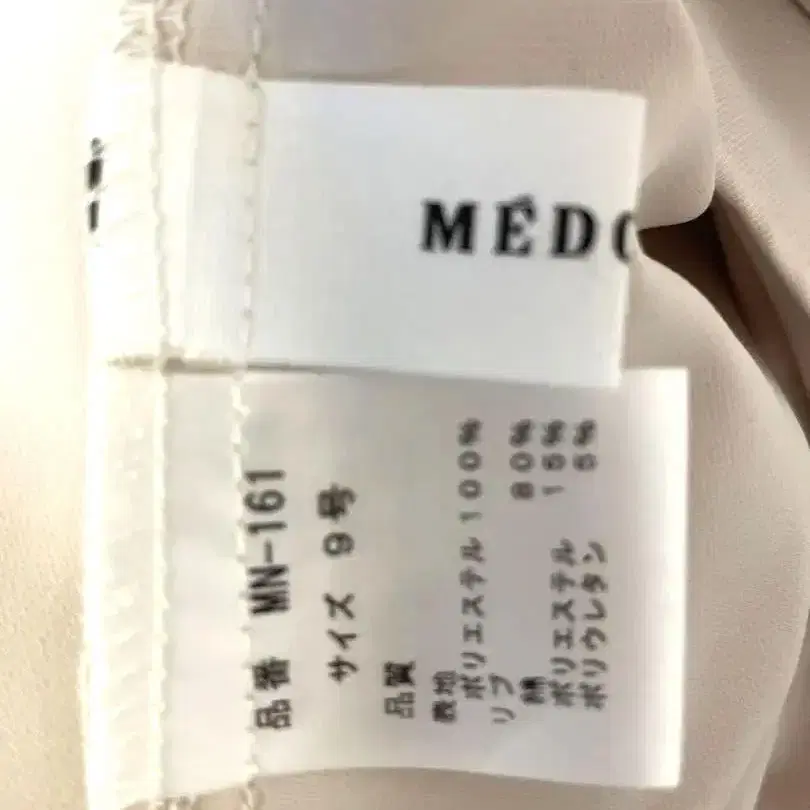 MÉDO
品番 MN-161
サイズ 9号
品質
表地
ポリエステル 100%
リブ
綿 80%
ポリエステル 15%
ポリウレタン 5%